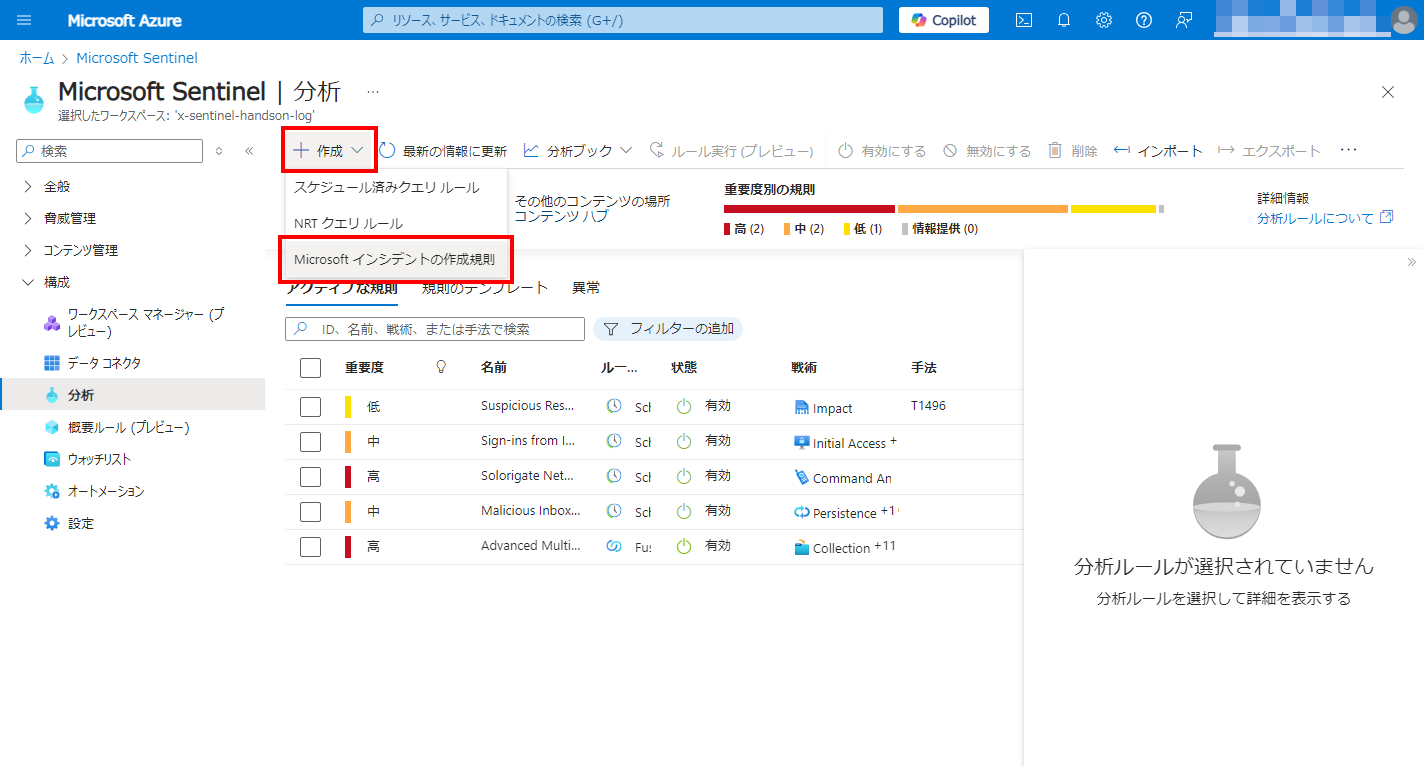 Microsoft Azure
リソース、サービス、ドキュメントの検索 (G+/)
Copilot
ホーム > Microsoft Sentinel
Microsoft Sentinel | 分析 …
選択したワークスペース: 'x-sentinel-handson-log'
検索
全般
脅威管理
コンテンツ管理
構成
ワークスペース マネージャー (プ
レビュー)
データ コネクタ
分析
概要ルール (プレビュー)
ウォッチリスト
オートメーション
設定
作成
最新の情報に更新
分析ブック
ルール実行 (プレビュー)
有効にする
無効にする
削除
インポート
エクスポート
…
スケジュール済みクエリ ルール
NRT クエリ ルール
Microsoft インシデントの作成規則
その他のコンテンツの場所
コンテンツ ハブ
重要度別の規則
高 (2) 中 (2) 低 (1) 情報提供 (0)
詳細情報
分析ルールについて
アクティブな規則 規則のテンプレート 異常
ID、名前、戦術、または手法で検索
フィルターの追加
重要度 名前 ルー... 状態 戦術 手法
低 Suspicious Res... Sch 有効 Impact T1496
中 Sign-ins from I... Sch 有効 Initial Access +
高 Solorigate Net... Sch 有効 Command An
中 Malicious Inbox... Sch 有効 Persistence +1
高 Advanced Multi... Fus 有効 Collection +11
分析ルールが選択されていません
分析ルールを選択して詳細を表示する